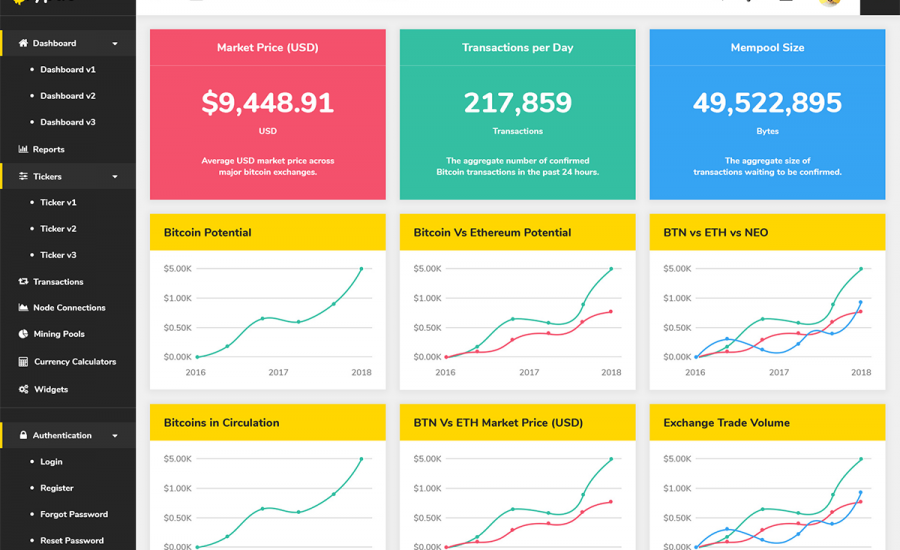 Dashboard
Dashboard v1
Dashboard v2
Dashboard v3
Reports
Tickers
Ticker v1
Ticker v2
Ticker v3
Transactions
Node Connections
Mining Pools
Currency Calculators
Widgets
Authentication
Login
Register
Forgot Password
Reset Password
Market Price (USD)
$9,448.91
USD
Average USD market price across
major bitcoin exchanges.
Transactions per Day
217,859
Transactions
The aggregate number of confirmed
Bitcoin transactions in the past 24 hours.
Mempool Size
49,522,895
Bytes
The aggregate size of
transactions waiting to be confirmed.
Bitcoin Potential
$5.00K
$1.00K
$0.50K
$0.00K
2016 2017 2018
Bitcoin Vs Ethereum Potential
$5.00K
$1.00K
$0.50K
$0.00K
2016 2017 2018
BTN vs ETH vs NEO
$5.00K
$1.00K
$0.50K
$0.00K
2016 2017 2018
Bitcoins in Circulation
$5.00K
$1.00K
$0.50K
$0.00K
BTN Vs ETH Market Price (USD)
$5.00K
$1.00K
$0.50K
$0.00K
Exchange Trade Volume
$5.00K
$1.00K
$0.50K
$0.00K